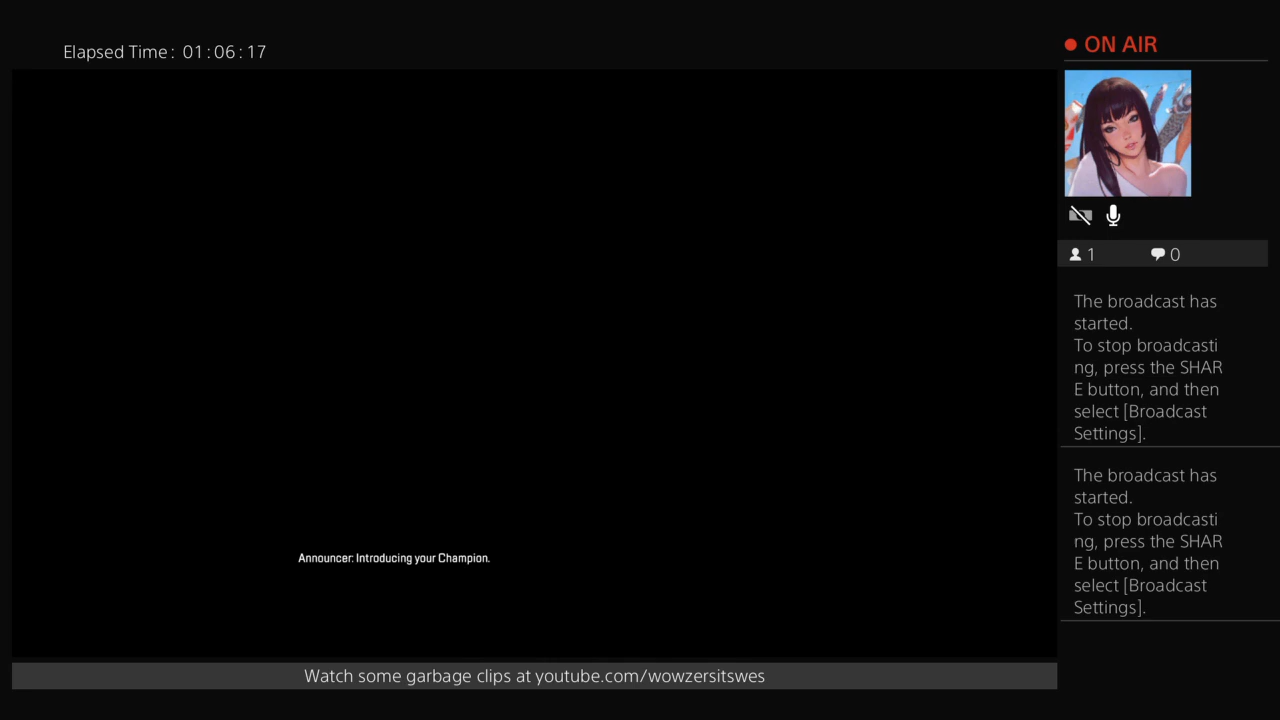 Elapsed Time: 01:06:17
ON AIR
1 0
The broadcast has
started.
To stop broadcasti
ng, press the SHAR
E button, and then
select [Broadcast
Settings].
The broadcast has
started.
To stop broadcasti
ng, press the SHAR
E button, and then
select [Broadcast
Settings].
Announcer: Introducing your Champion.
Watch some garbage clips at youtube.com/wowzersitswes